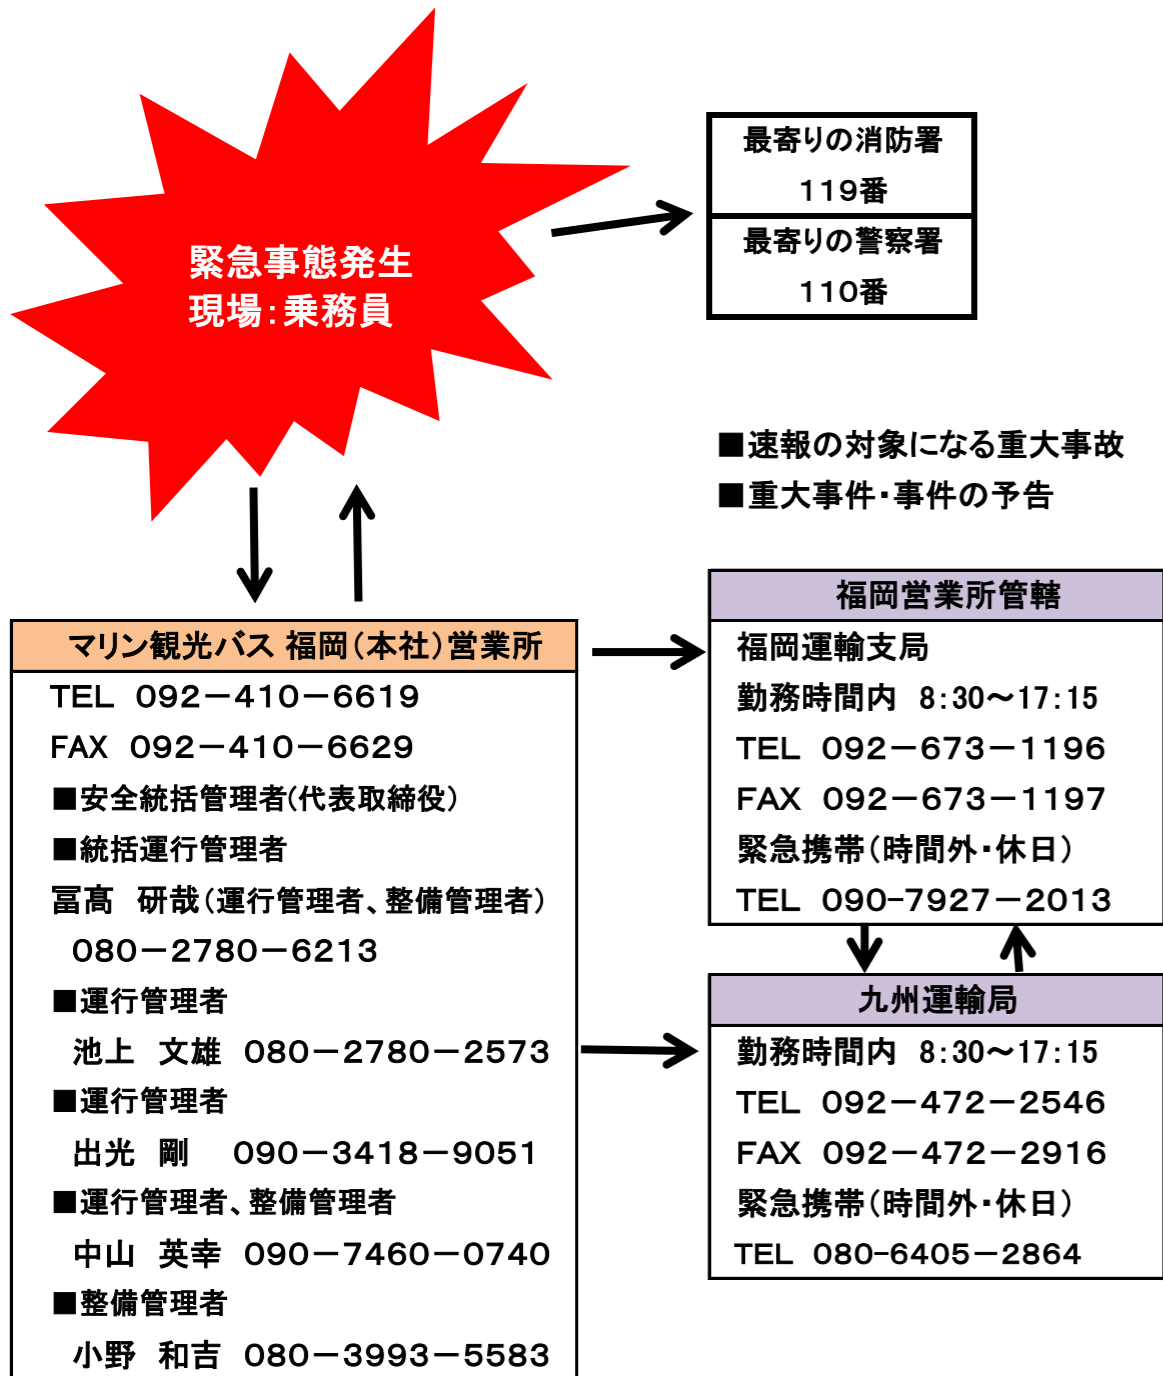 緊急事態発生
現場：乗務員
最寄りの消防署
119番
最寄りの警察署
110番
■速報の対象になる重大事故
■重大事件・事件の予告
マリン観光バス 福岡（本社）営業所
TEL 092－410－6619
FAX 092－410－6629
■安全統括管理者(代表取締役)
■統括運行管理者
冨髙 研哉（運行管理者、整備管理者）
080－2780－6213
■運行管理者
池上 文雄 080－2780－2573
■運行管理者
出光 剛 090－3418－9051
■運行管理者、整備管理者
中山 英幸 090－7460－0740
■整備管理者
小野 和吉 080－3993－5583
福岡営業所管轄
福岡運輸支局
勤務時間内 8：30～17：15
TEL 092－673－1196
FAX 092－673－1197
緊急携帯（時間外・休日）
TEL 090-7927－2013
九州運輸局
勤務時間内 8：30～17：15
TEL 092－472－2546
FAX 092－472－2916
緊急携帯（時間外・休日）
TEL 080-6405－2864